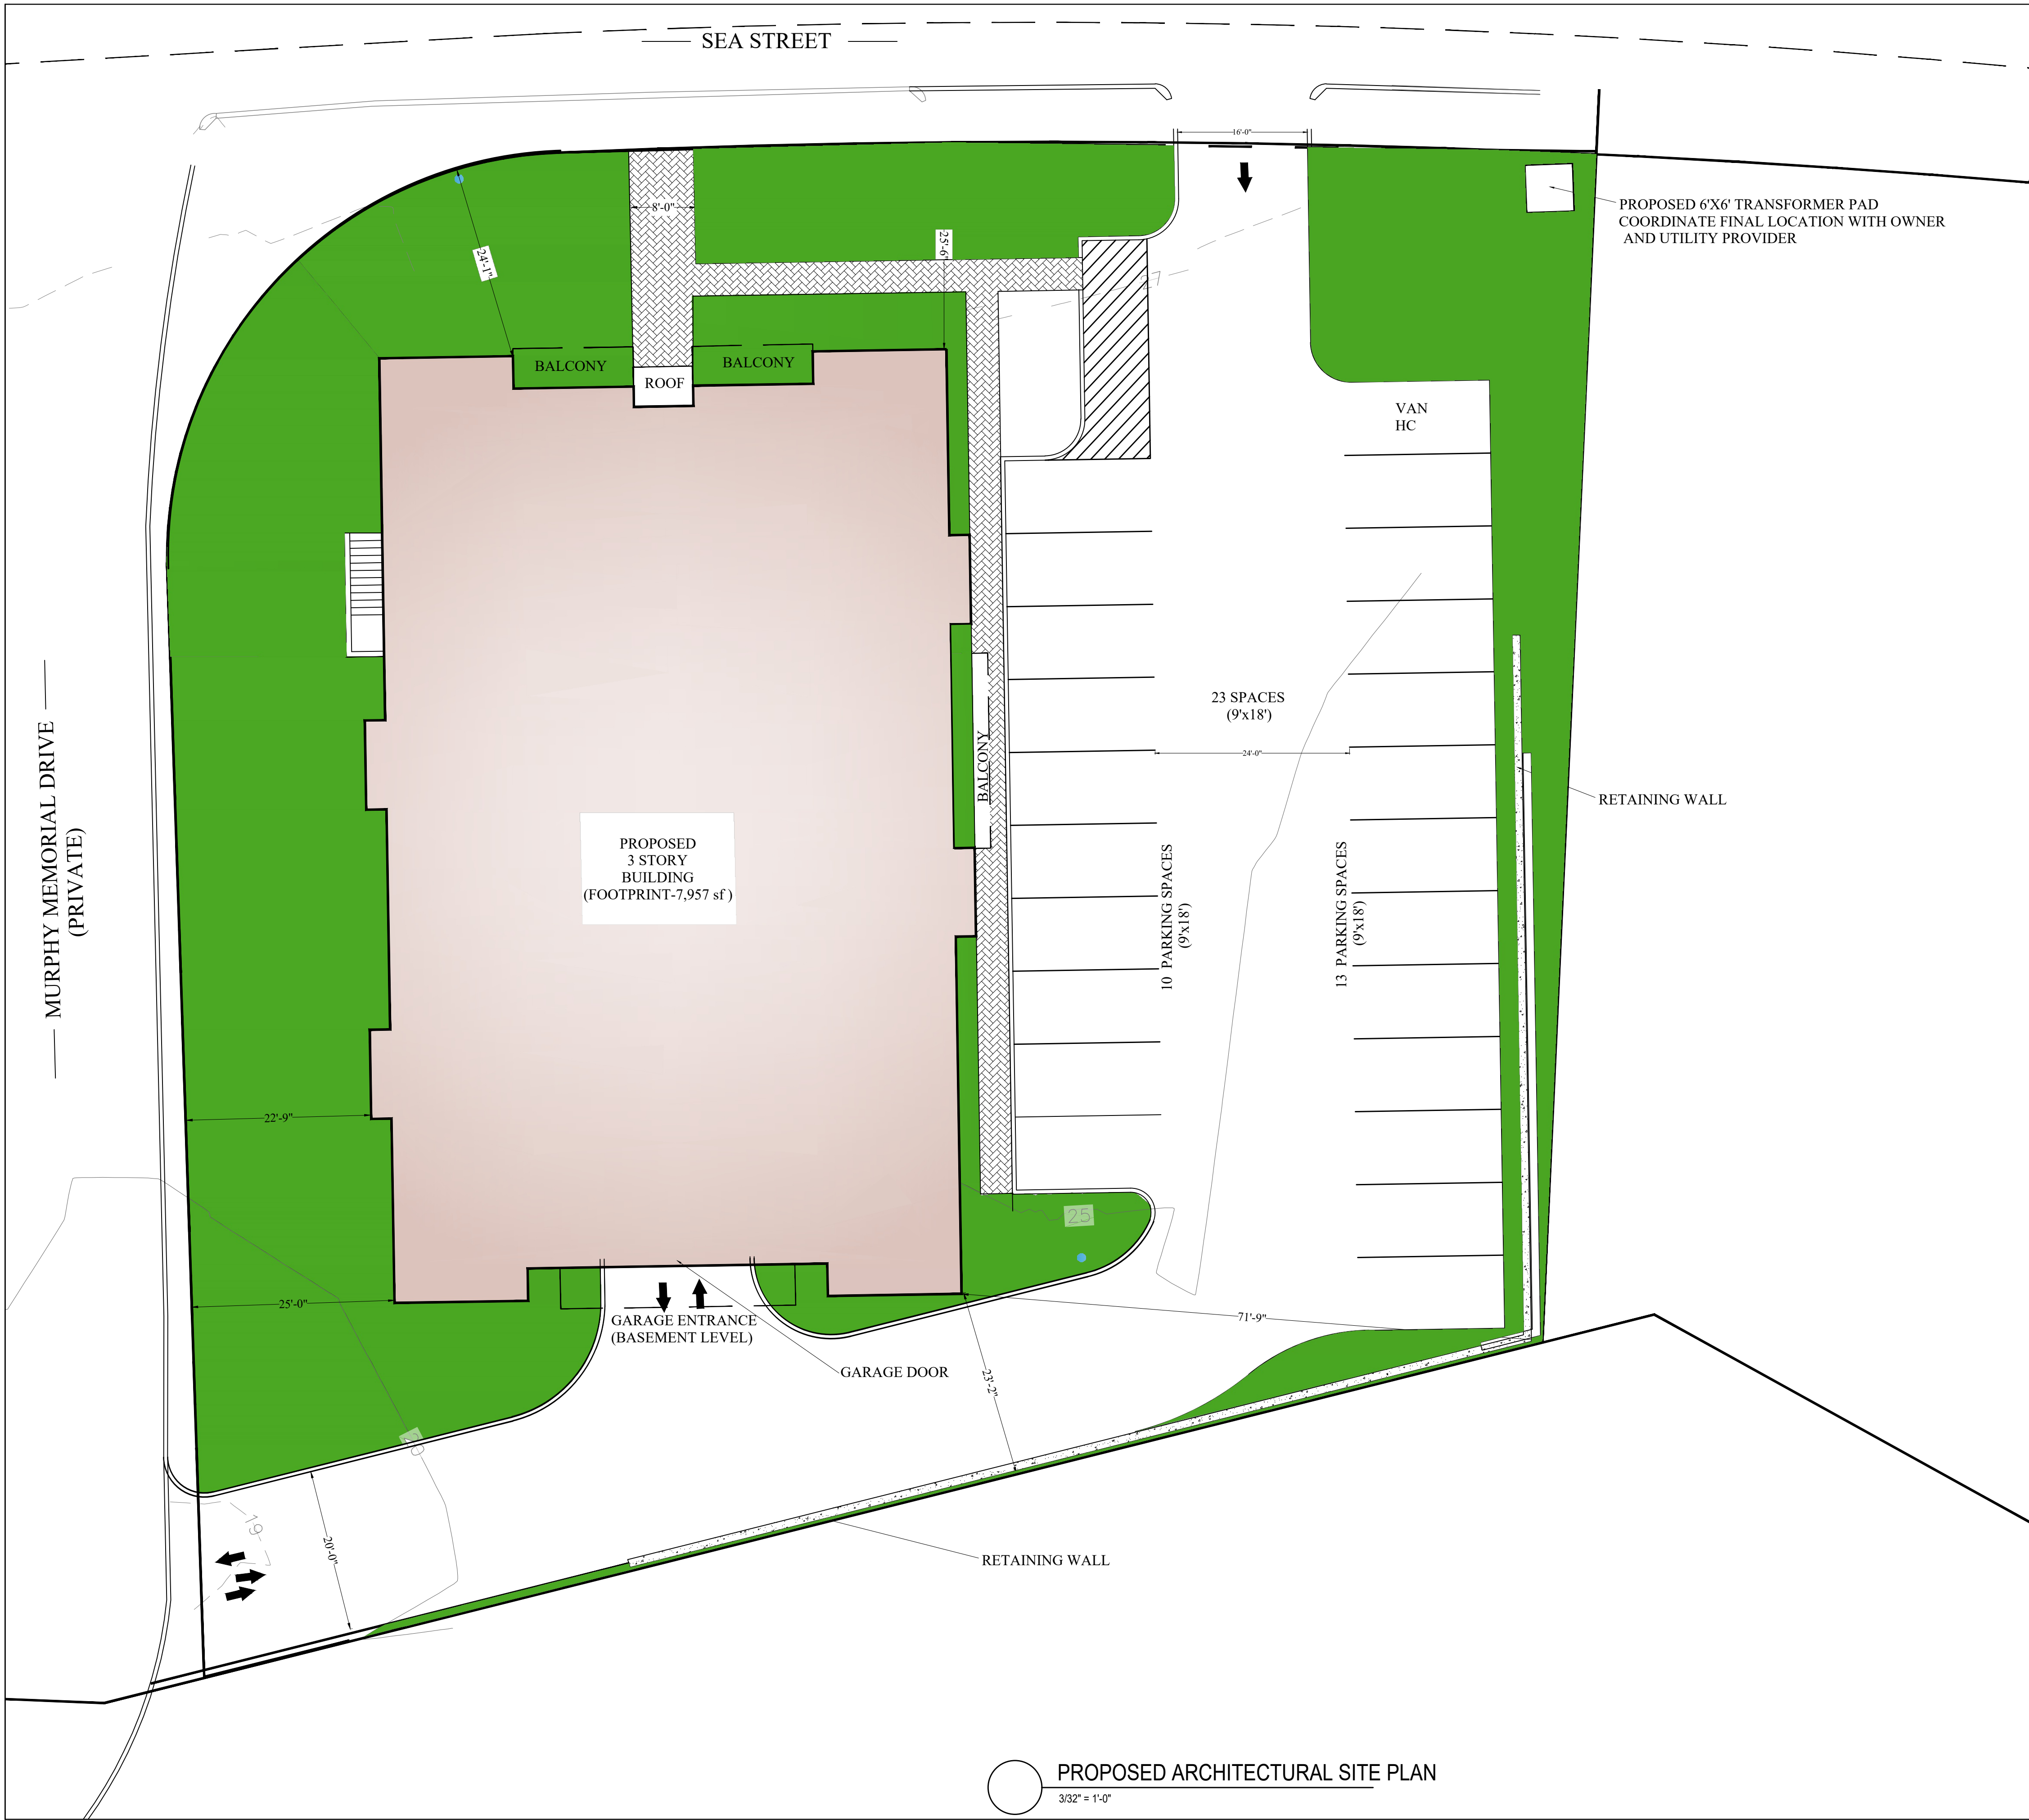 SEA STREET
16'-0"
PROPOSED 6'X6' TRANSFORMER PAD
COORDINATE FINAL LOCATION WITH OWNER
AND UTILITY PROVIDER
8'-0"
24'-1"
25'-6"
BALCONY
BALCONY
ROOF
VAN
HC
23 SPACES
(9'x18')
24'-0"
BALCONY
RETAINING WALL
MURPHY MEMORIAL DRIVE
(PRIVATE)
PROPOSED
3 STORY
BUILDING
(FOOTPRINT-7,957 sf )
10 PARKING SPACES
(9'x18')
13 PARKING SPACES
(9'x18')
22'-9"
25
25'-0"
GARAGE ENTRANCE
(BASEMENT LEVEL)
71'-9"
GARAGE DOOR
23'-2"
19
20'-0"
RETAINING WALL
PROPOSED ARCHITECTURAL SITE PLAN
3/32" = 1'-0"